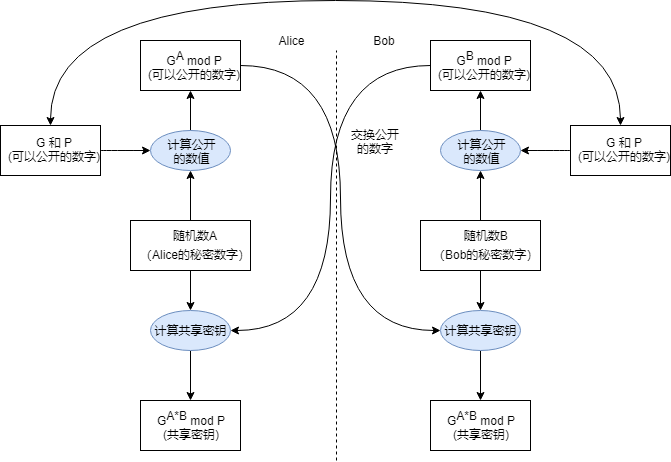 Alice
Bob
G^A mod P
(可以公开的数字)
G^B mod P
(可以公开的数字)
G 和 P
(可以公开的数字)
计算公开
的数值
交换公开
的数字
计算公开
的数值
G 和 P
(可以公开的数字)
随机数A
(Alice的秘密数字)
随机数B
(Bob的秘密数字)
计算共享密钥
计算共享密钥
G^A*B mod P
(共享密钥)
G^A*B mod P
(共享密钥)